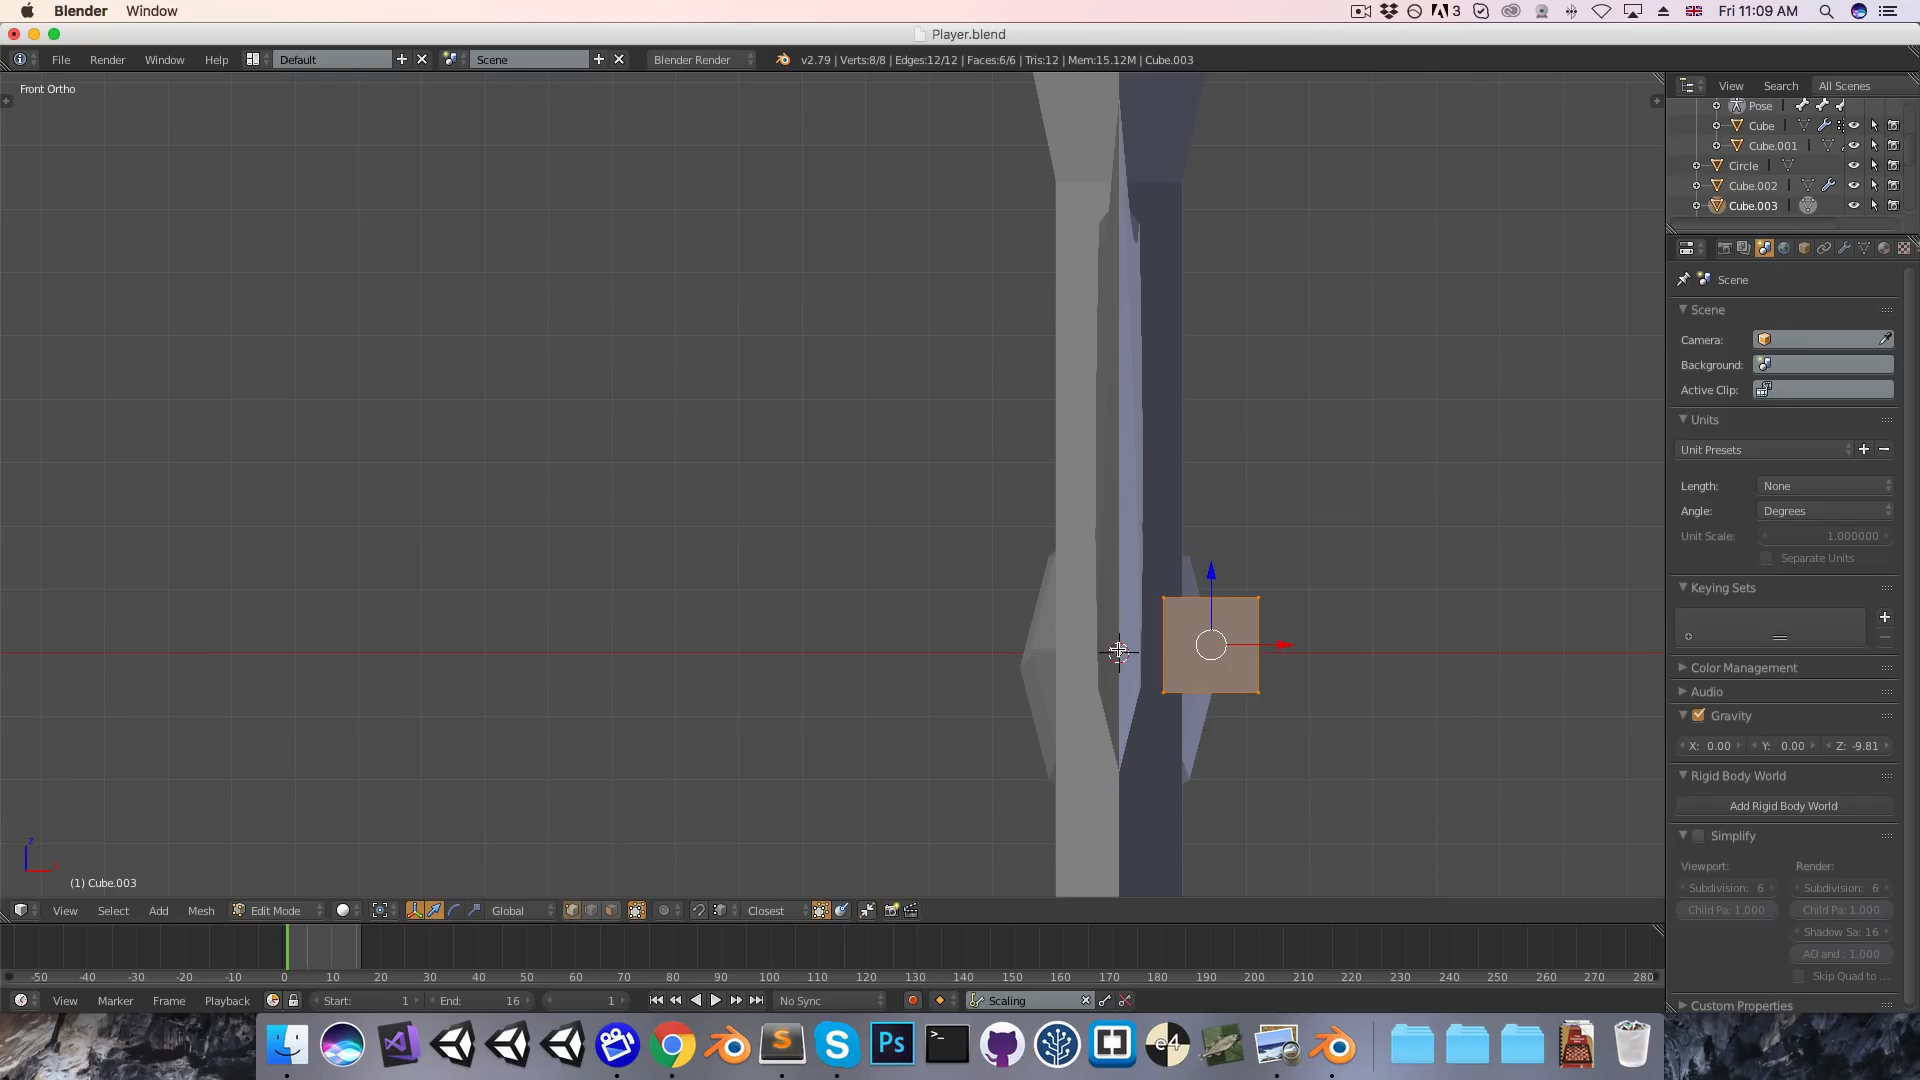 Blender Window 3 Fri 11:09 AM
Player.blend
File Render Window Help Default Scene Blender Render v2.79 | Verts:8/8 | Edges:12/12 | Faces:6/6 | Tris:12 | Mem:15.12M | Cube.003
Front Ortho
View Search All Scenes
Pose
Cube
Cube.001
Circle
Cube.002
Cube.003
Scene
Scene
Camera:
Background:
Active Clip:
Units
Unit Presets
Length: None
Angle: Degrees
Unit Scale: 1.000000
Separate Units
Keying Sets
Color Management
Audio
Gravity
X: 0.00 Y: 0.00 Z: -9.81
Rigid Body World
Add Rigid Body World
Simplify
Viewport: Render:
Subdivision: 6 Subdivision: 6
Child Pa: 1.000 Child Pa: 1.000
Shadow Sa: 16
AO and : 1.000
Skip Quad to ...
Custom Properties
z
(1) Cube.003
View Select Add Mesh Edit Mode Global Closest
-50 -40 -30 -20 -10 0 10 20 30 40 50 60 70 80 90 100 110 120 130 140 150 160 170 180 190 200 210 220 230 240 250 260 270 280
View Marker Frame Playback Start: 1 End: 16 1 No Sync Scaling
S S Ps >_ e4